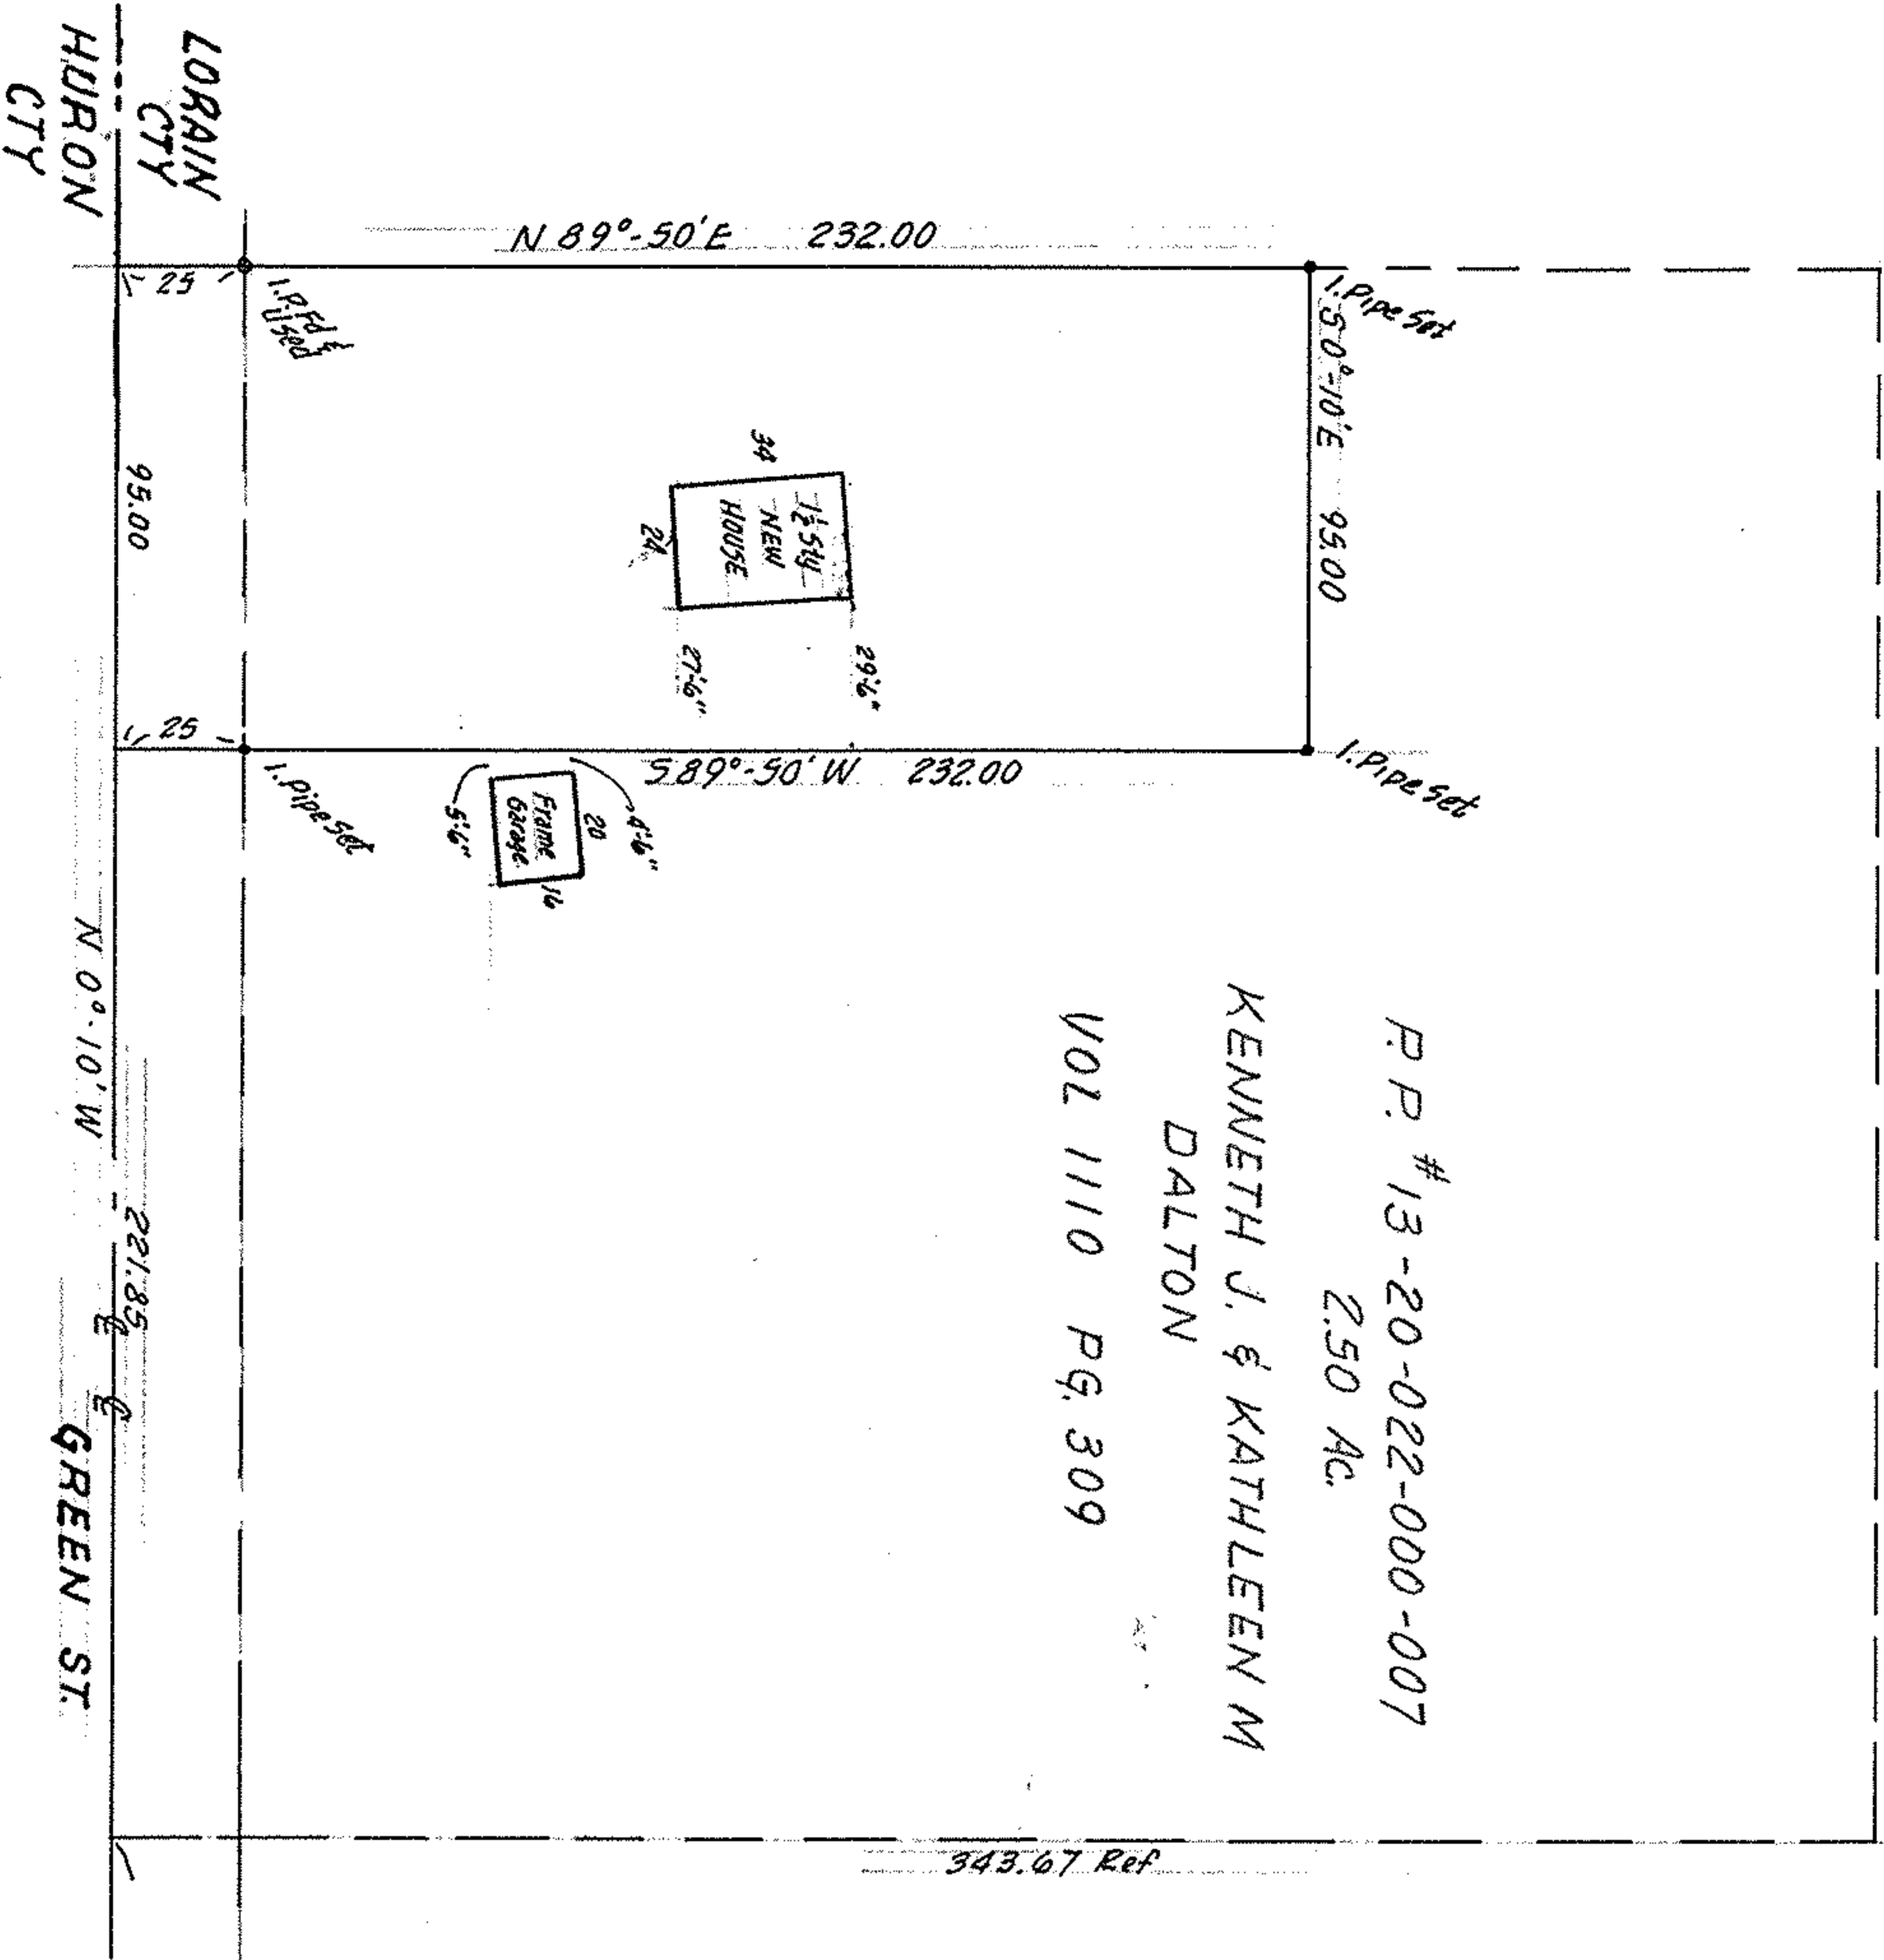 LORAIN
CTY
HURON
CTY
N 89°-50'E 232.00
25
I.P. Fd &
Used
I. Pipe Set
S 0°-10'E 95.00
95.00
34
1½ Sty
NEW
HOUSE
24
29'-6"
27'-6"
25
I. Pipe Set
S 89°-50' W 232.00
I. Pipe Set
4'-6"
20
Frame
Garage
5'-6"
16
P.P. # 13-20-022-000-007
2.50 Ac.
KENNETH J. & KATHLEEN M
DALTON
VOL 1110 PG. 309
N 0°-10' W 221.85
GREEN ST.
343.67 Ref